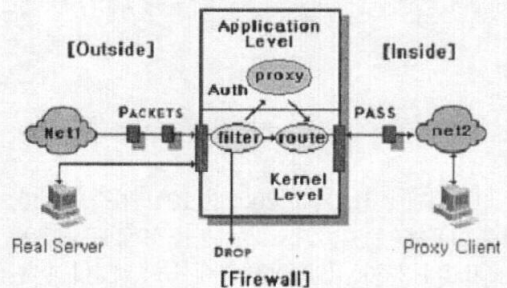 [Outside]
Application
Level
[Inside]
proxy
Auth
PACKETS
PASS
Net1
filter
route
net2
Kernel
Level
Real Server
DROP
Proxy Client
[Firewall]